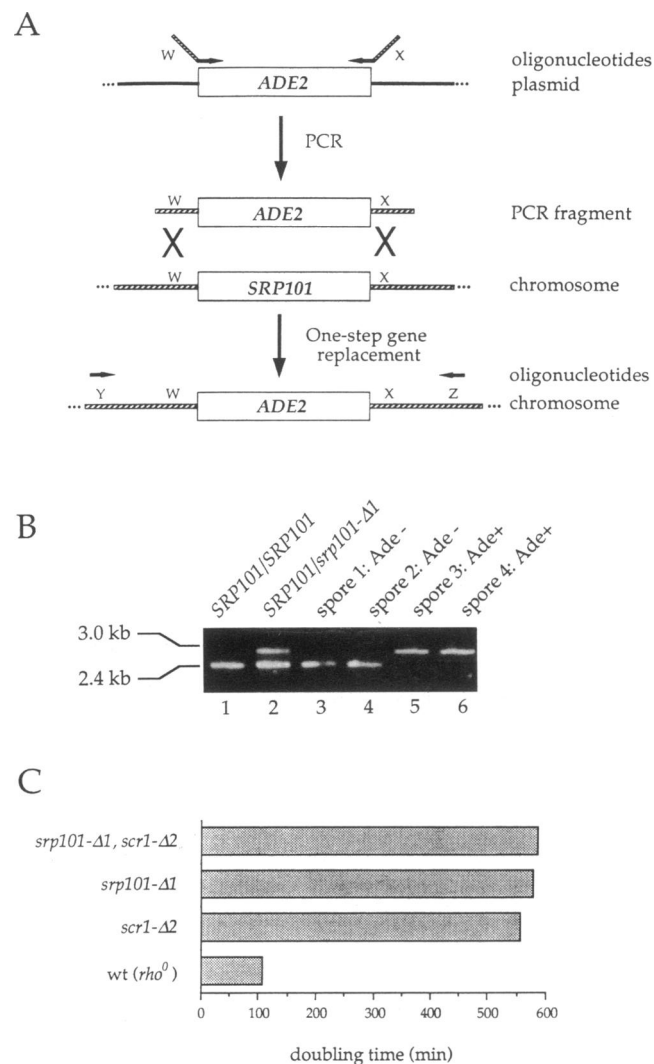 A
W X oligonucleotides
... ADE2 ... plasmid
PCR
W ADE2 X PCR fragment
X X
... W SRP101 X ... chromosome
One-step gene
replacement
oligonucleotides
... Y W ADE2 X Z ... chromosome
B
SRP101/SRP101
SRP101/srp101-Δ1
spore 1: Ade -
spore 2: Ade -
spore 3: Ade+
spore 4: Ade+
3.0 kb
2.4 kb
1 2 3 4 5 6
C
srp101-Δ1, scr1-Δ2
srp101-Δ1
scr1-Δ2
wt (rho⁰)
0 100 200 300 400 500 600
doubling time (min)